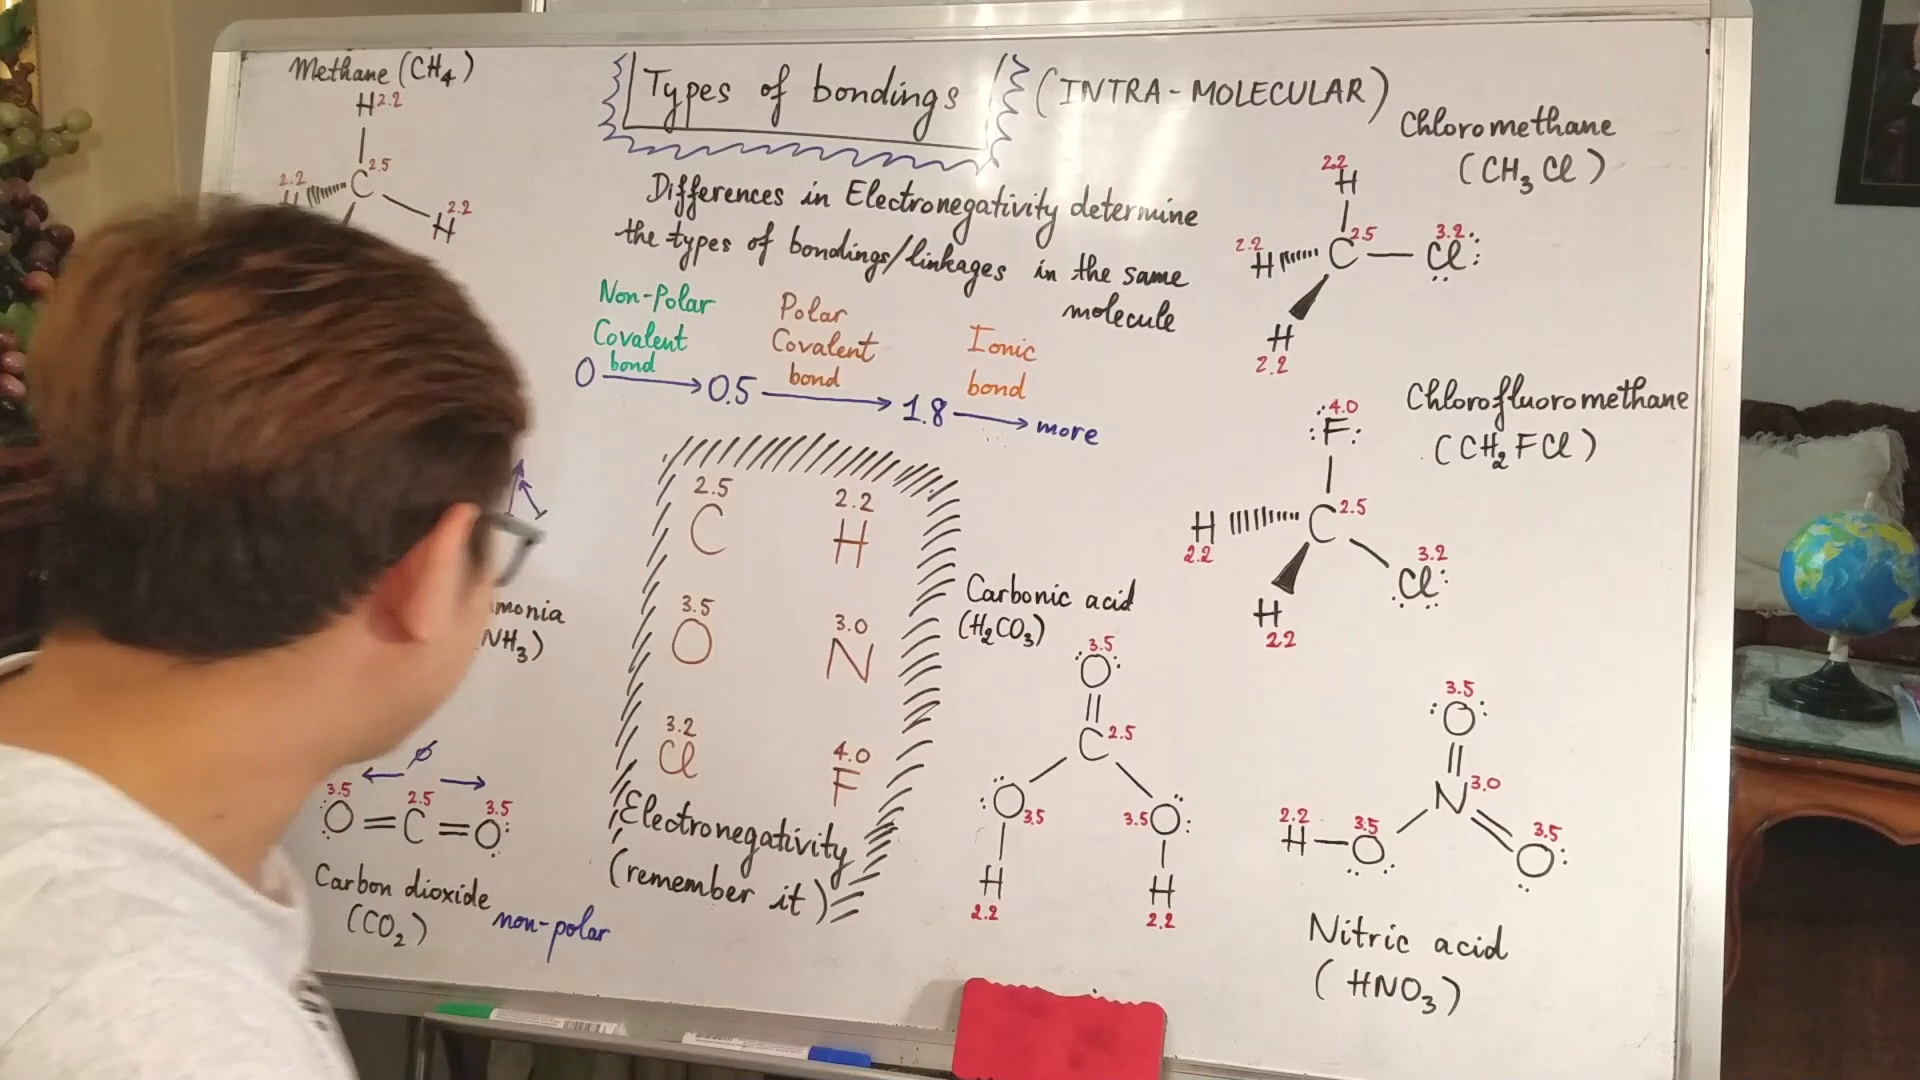 Methane (CH₄)
H 2.2
2.5
C
2.2
H
2.2
H
Types of bondings (INTRA-MOLECULAR)
Differences in Electronegativity determine
the types of bondings/linkages in the same
molecule
Non-Polar
Covalent
bond
Polar
Covalent
bond
Ionic
bond
0 → 0.5 → 1.8 → more
2.5
C
2.2
H
3.5
O
3.0
N
3.2
Cl
4.0
F
Electronegativity
(remember it)
monia
NH₃)
∅
3.5 2.5 3.5
O=C=O
Carbon dioxide
(CO₂)
non-polar
Carbonic acid
(H₂CO₃)
3.5
O
C 2.5
O 3.5
3.5 O
H
2.2
H
2.2
Chloromethane
(CH₃Cl)
2.2
H
2.2
H
C 2.5
3.2
Cl
H
2.2
Chlorofluoromethane
(CH₂FCl)
4.0
F
H
2.2
C 2.5
3.2
Cl
H
2.2
3.5
O
N 3.0
2.2
H
3.5
O
3.5
O
Nitric acid
(HNO₃)